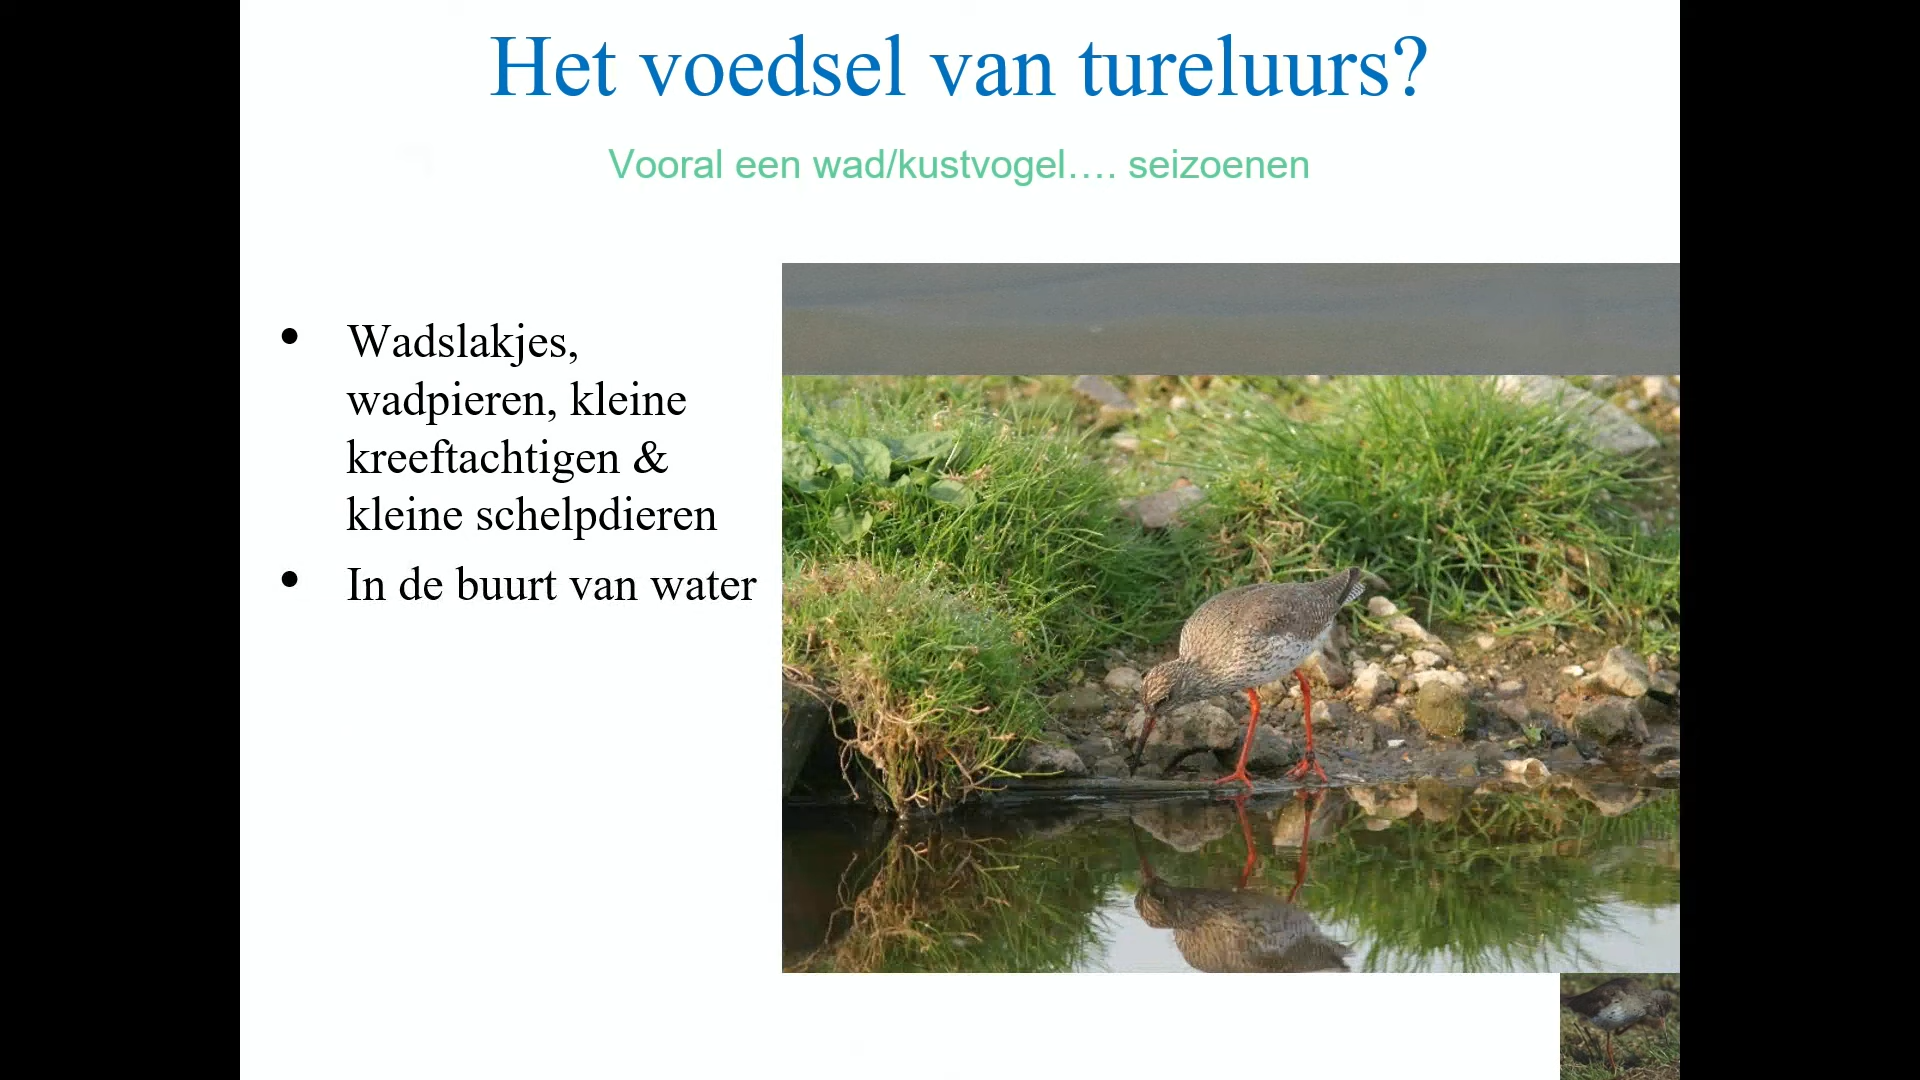 Het voedsel van tureluurs?
Vooral een wad/kustvogel…. seizoenen
• Wadslakjes,
wadpieren, kleine
kreeftachtigen &
kleine schelpdieren
• In de buurt van water